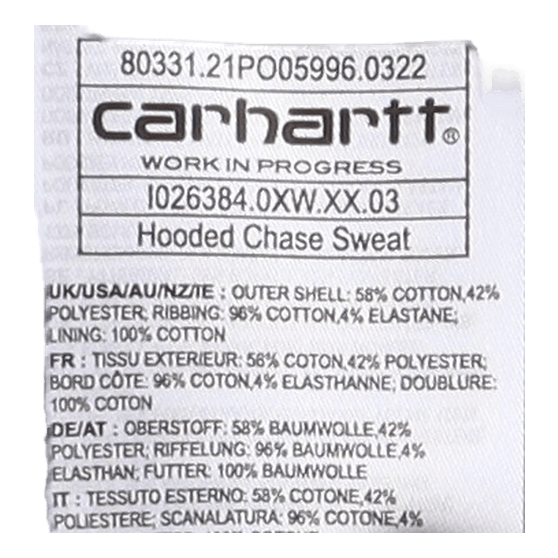 80331.21PO05996.0322
carhartt®
WORK IN PROGRESS
I026384.0XW.XX.03
Hooded Chase Sweat
UK/USA/AU/NZ/IE : OUTER SHELL: 58% COTTON,42%
POLYESTER; RIBBING: 96% COTTON,4% ELASTANE;
LINING: 100% COTTON
FR : TISSU EXTERIEUR: 58% COTON,42% POLYESTER;
BORD CÔTE: 96% COTON,4% ELASTHANNE; DOUBLURE:
100% COTON
DE/AT : OBERSTOFF: 58% BAUMWOLLE,42%
POLYESTER; RIFFELUNG: 96% BAUMWOLLE,4%
ELASTHAN; FUTTER: 100% BAUMWOLLE
IT : TESSUTO ESTERNO: 58% COTONE,42%
POLIESTERE; SCANALATURA: 96% COTONE,4%